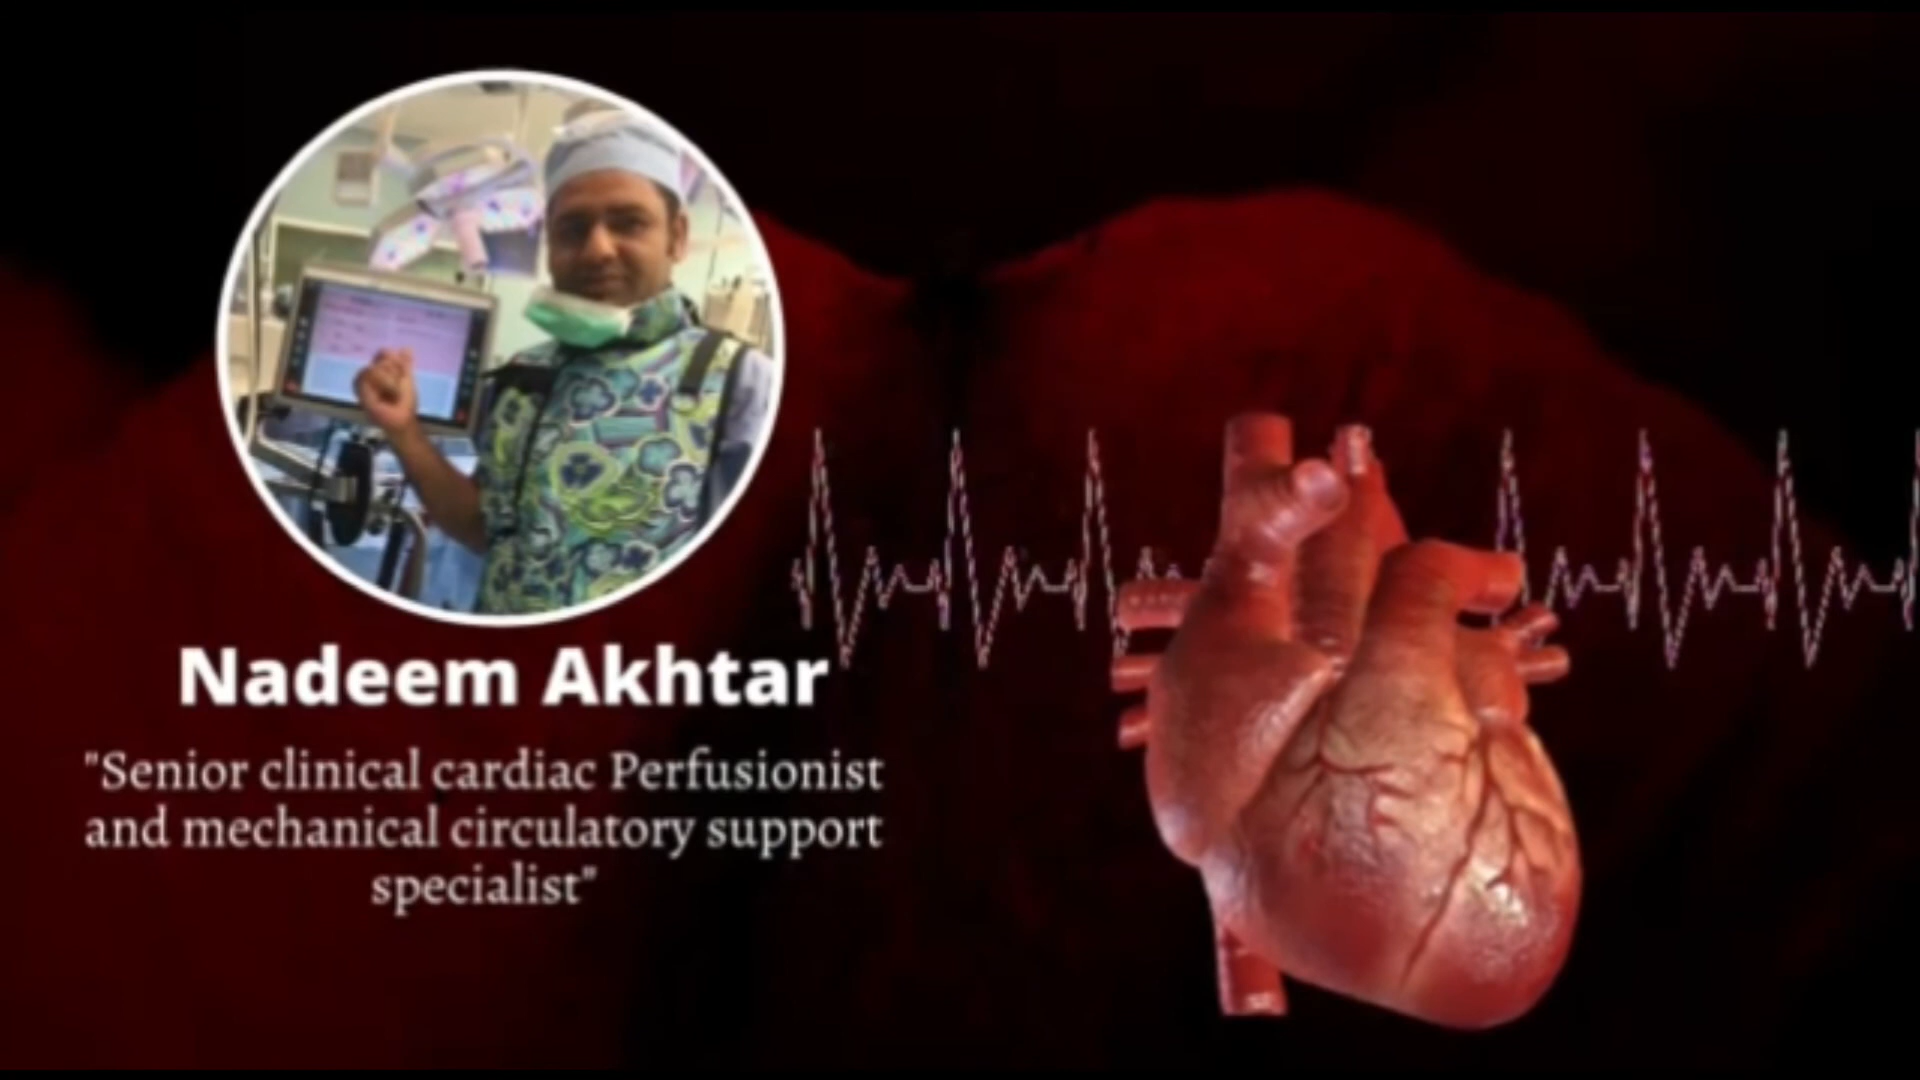 Nadeem Akhtar
"Senior clinical cardiac Perfusionist
and mechanical circulatory support
specialist"